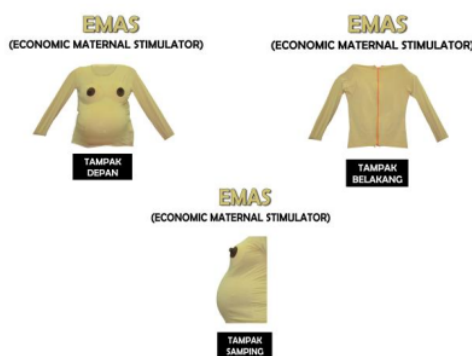 EMAS
(ECONOMIC MATERNAL STIMULATOR)
TAMPAK
DEPAN
EMAS
(ECONOMIC MATERNAL STIMULATOR)
TAMPAK
BELAKANG
EMAS
(ECONOMIC MATERNAL STIMULATOR)
TAMPAK
SAMPING